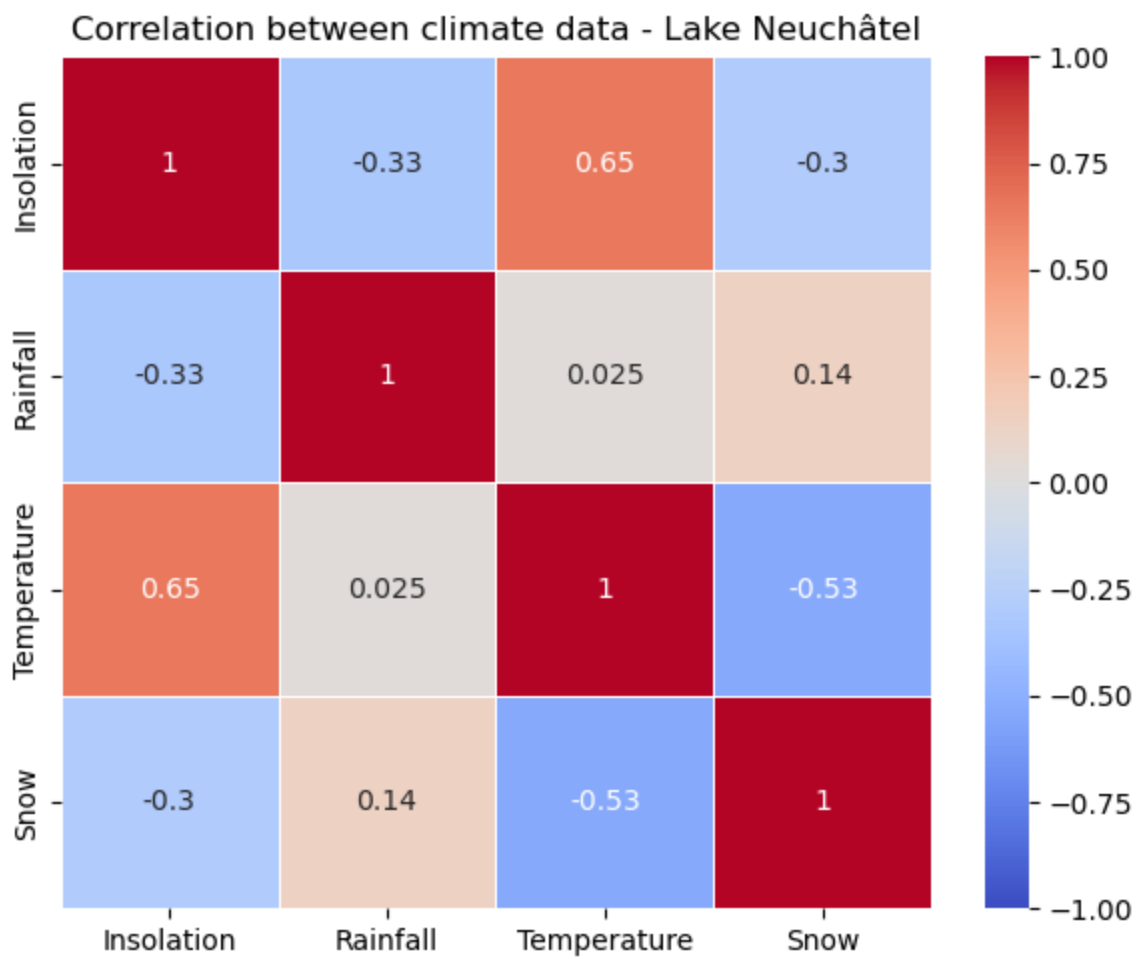 Correlation between climate data - Lake Neuchâtel
Insolation 1 -0.33 0.65 -0.3
Rainfall -0.33 1 0.025 0.14
Temperature 0.65 0.025 1 -0.53
Snow -0.3 0.14 -0.53 1
Insolation Rainfall Temperature Snow
1.00
0.75
0.50
0.25
0.00
−0.25
−0.50
−0.75
−1.00